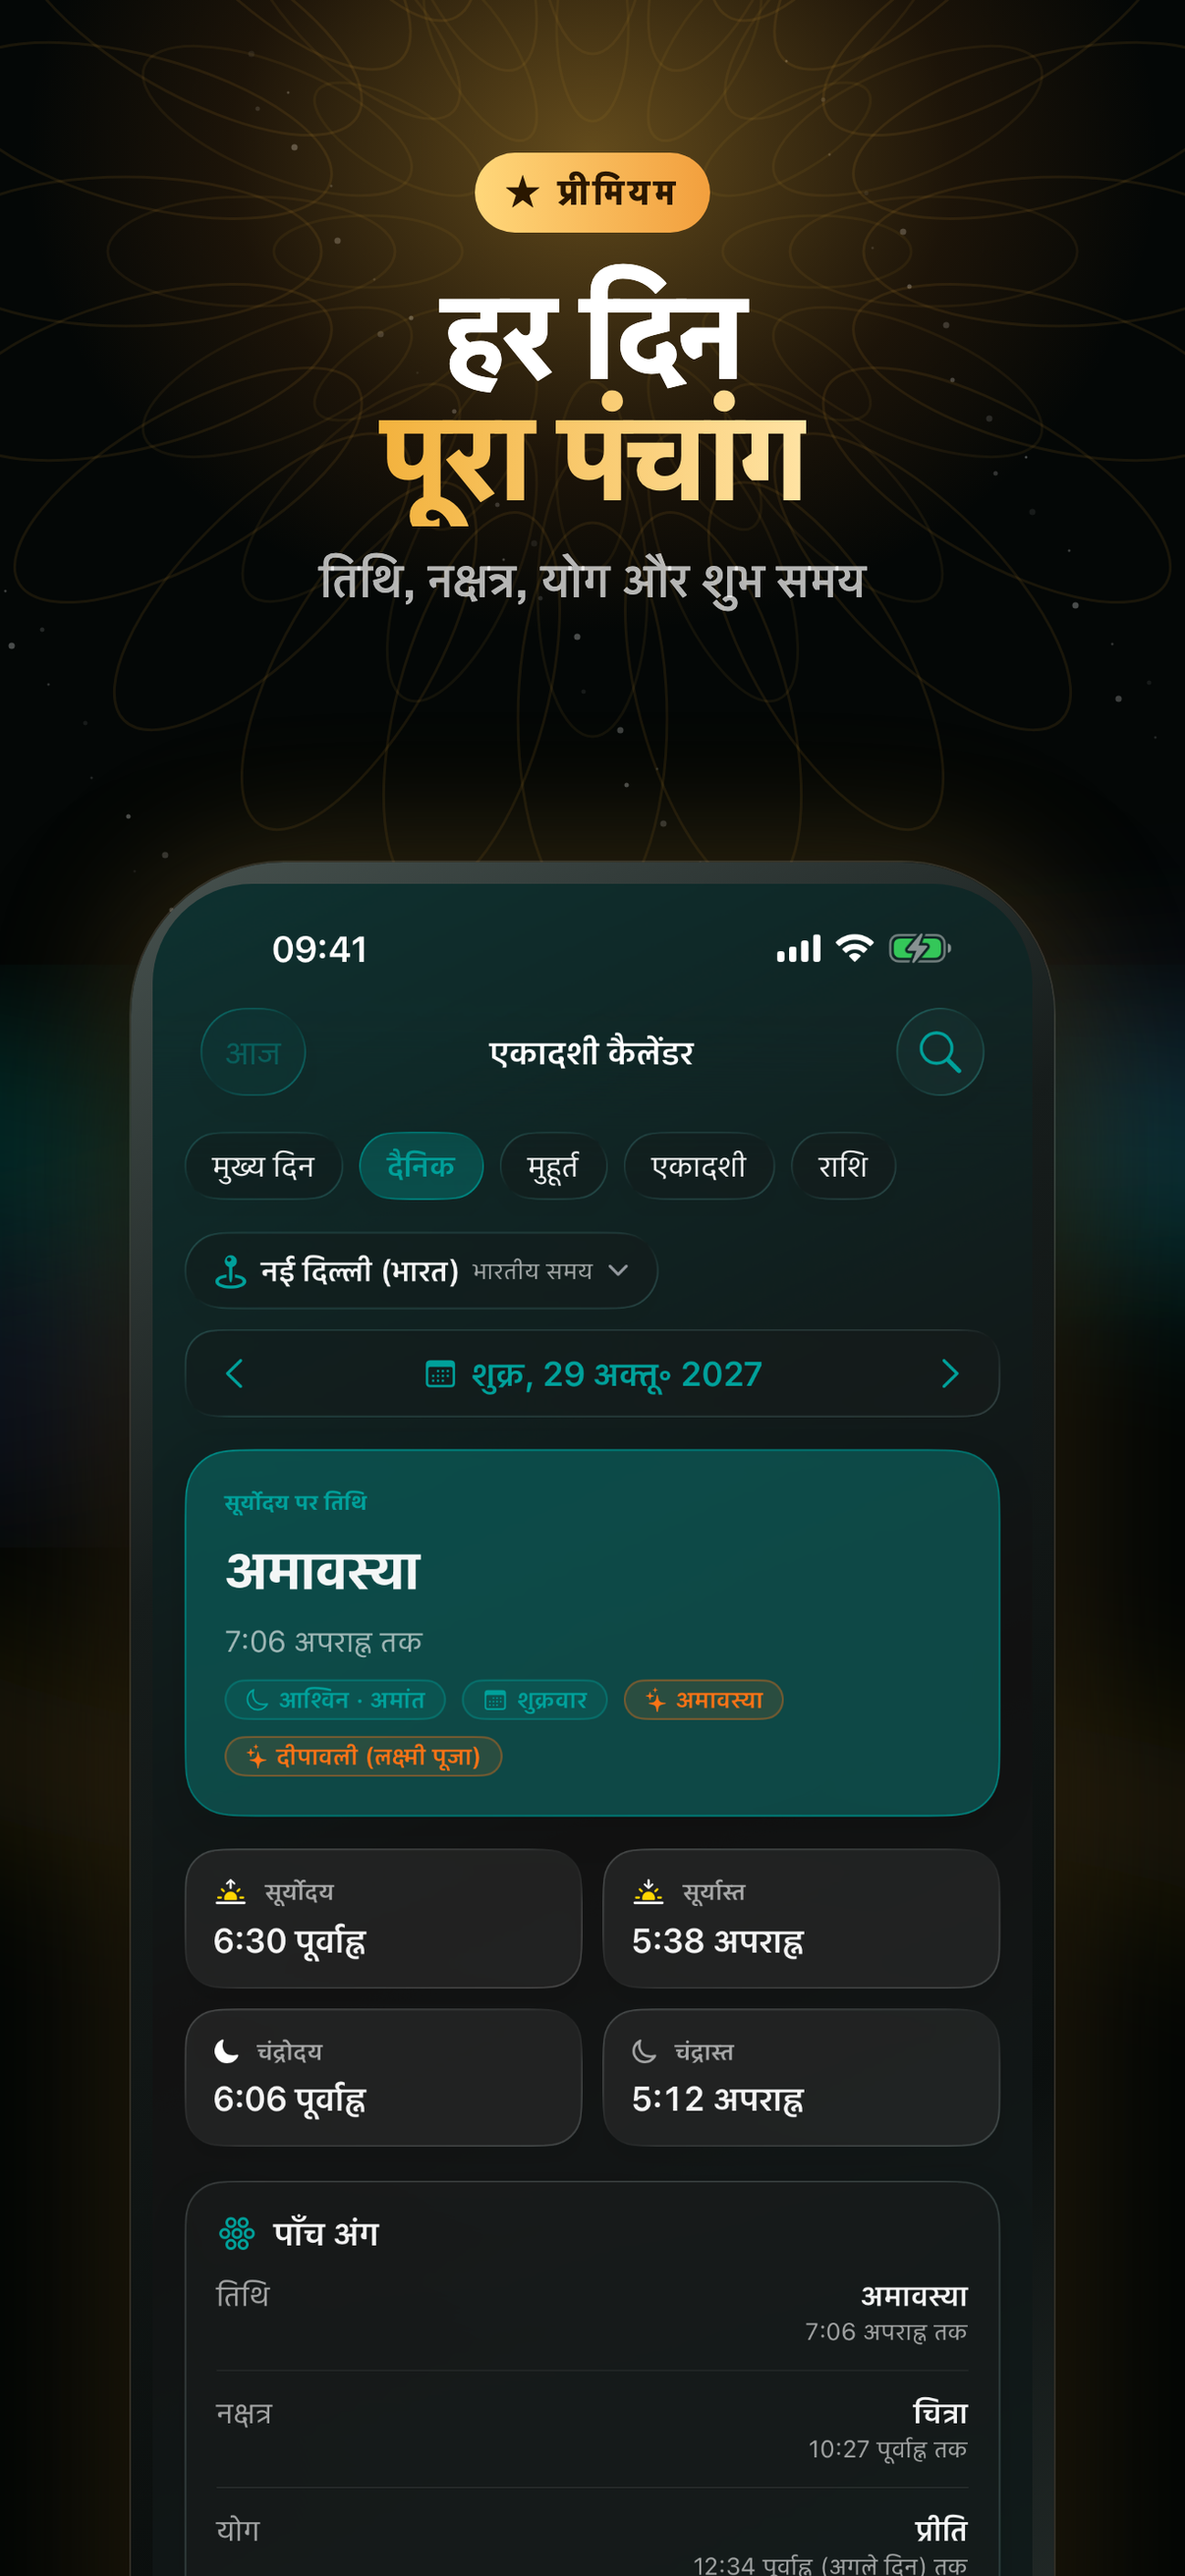 ★ प्रीमियम
हर दिन
पूरा पंचांग
तिथि, नक्षत्र, योग और शुभ समय
09:41
आज
एकादशी कैलेंडर
मुख्य दिन दैनिक मुहूर्त एकादशी राशि
नई दिल्ली (भारत) भारतीय समय
शुक्र, 29 अक्तू॰ 2027
सूर्योदय पर तिथि
अमावस्या
7:06 अपराह्न तक
आश्विन · अमांत शुक्रवार अमावस्या
दीपावली (लक्ष्मी पूजा)
सूर्योदय सूर्यास्त
6:30 पूर्वाह्न 5:38 अपराह्न
चंद्रोदय चंद्रास्त
6:06 पूर्वाह्न 5:12 अपराह्न
पाँच अंग
तिथि अमावस्या
7:06 अपराह्न तक
नक्षत्र चित्रा
10:27 पूर्वाह्न तक
योग प्रीति
12:34 पूर्वाह्न (अगले दिन) तक